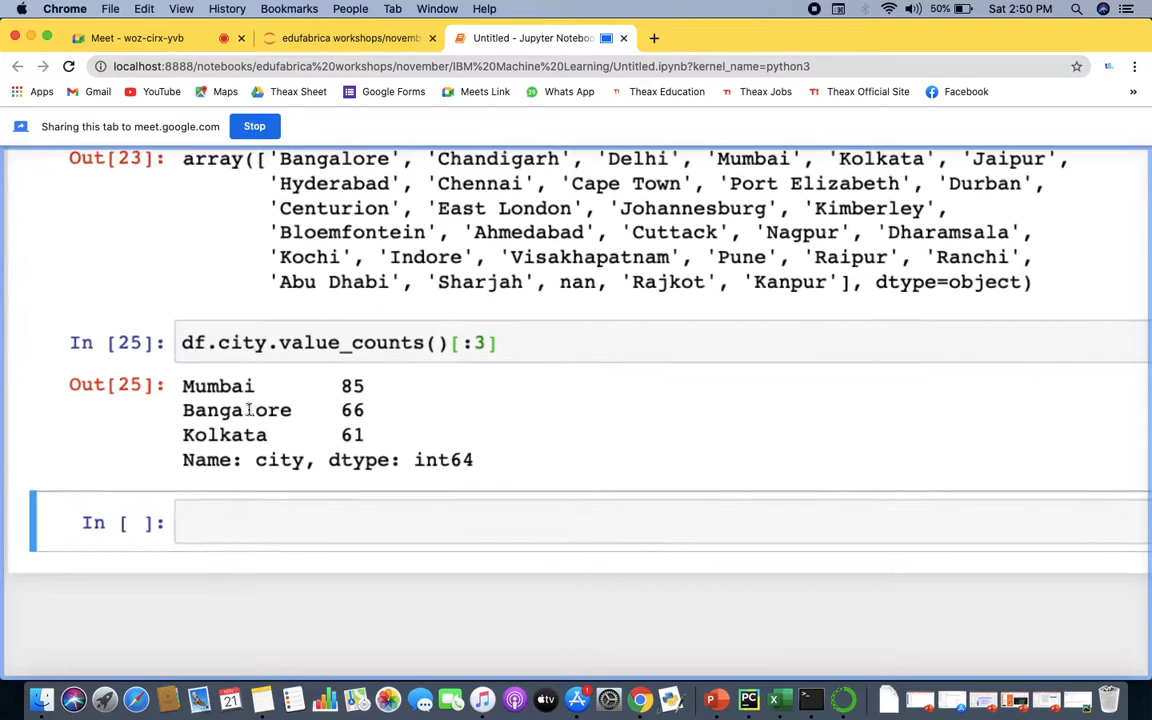 Chrome File Edit View History Bookmarks People Tab Window Help 50% Sat 2:50 PM
Meet - woz-cirx-yvb edufabrica workshops/novemb Untitled - Jupyter Noteboo
localhost:8888/notebooks/edufabrica%20workshops/november/IBM%20Machine%20Learning/Untitled.ipynb?kernel_name=python3
Apps Gmail YouTube Maps Theax Sheet Google Forms Meets Link Whats App Theax Education Theax Jobs Theax Official Site Facebook »
Sharing this tab to meet.google.com Stop
Out[23]: array(['Bangalore', 'Chandigarh', 'Delhi', 'Mumbai', 'Kolkata', 'Jaipur',
'Hyderabad', 'Chennai', 'Cape Town', 'Port Elizabeth', 'Durban',
'Centurion', 'East London', 'Johannesburg', 'Kimberley',
'Bloemfontein', 'Ahmedabad', 'Cuttack', 'Nagpur', 'Dharamsala',
'Kochi', 'Indore', 'Visakhapatnam', 'Pune', 'Raipur', 'Ranchi',
'Abu Dhabi', 'Sharjah', nan, 'Rajkot', 'Kanpur'], dtype=object)
In [25]: df.city.value_counts()[:3]
Out[25]: Mumbai 85
Bangalore 66
Kolkata 61
Name: city, dtype: int64
In [ ]: